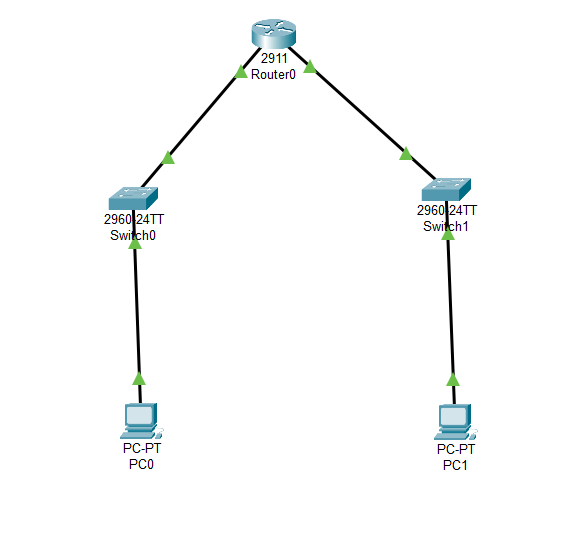 2911
Router0
2960-24TT
Switch0
2960-24TT
Switch1
PC-PT
PC0
PC-PT
PC1